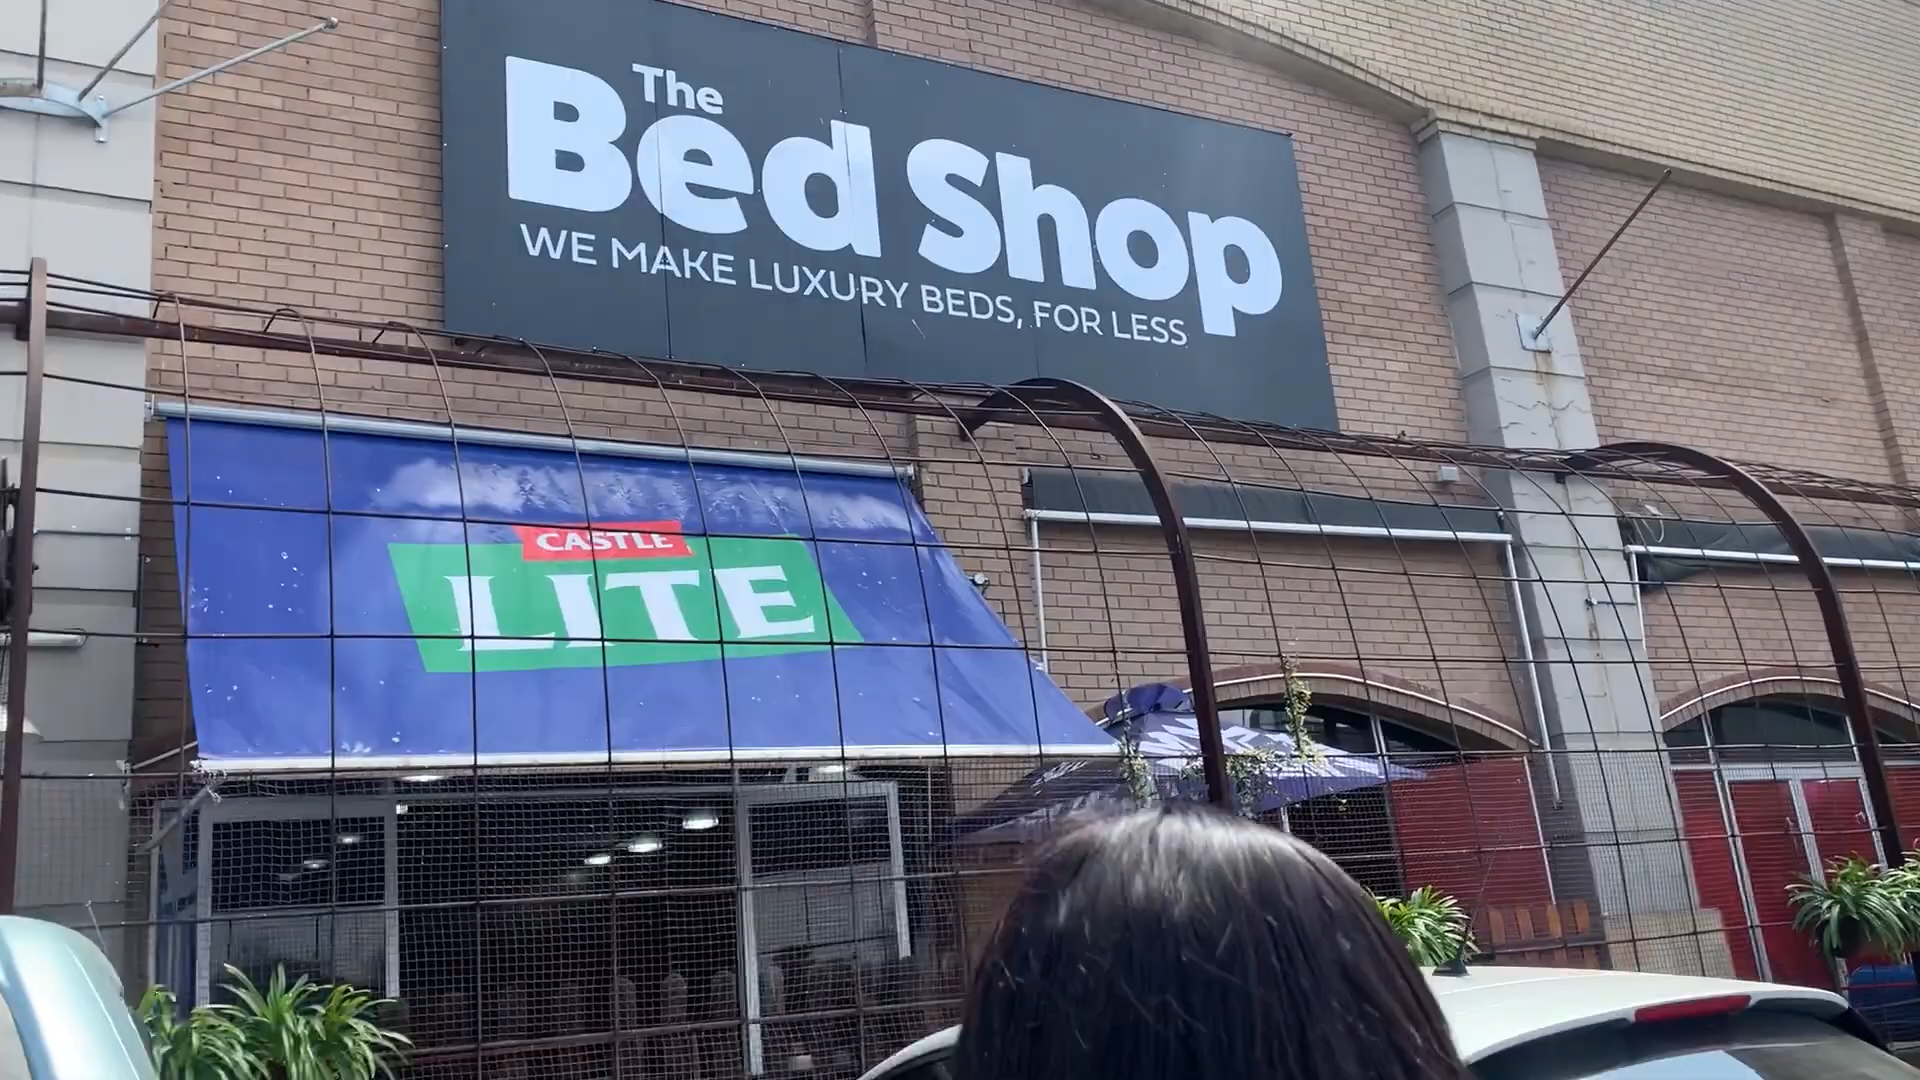 The
Bed Shop
WE MAKE LUXURY BEDS, FOR LESS
CASTLE
LITE